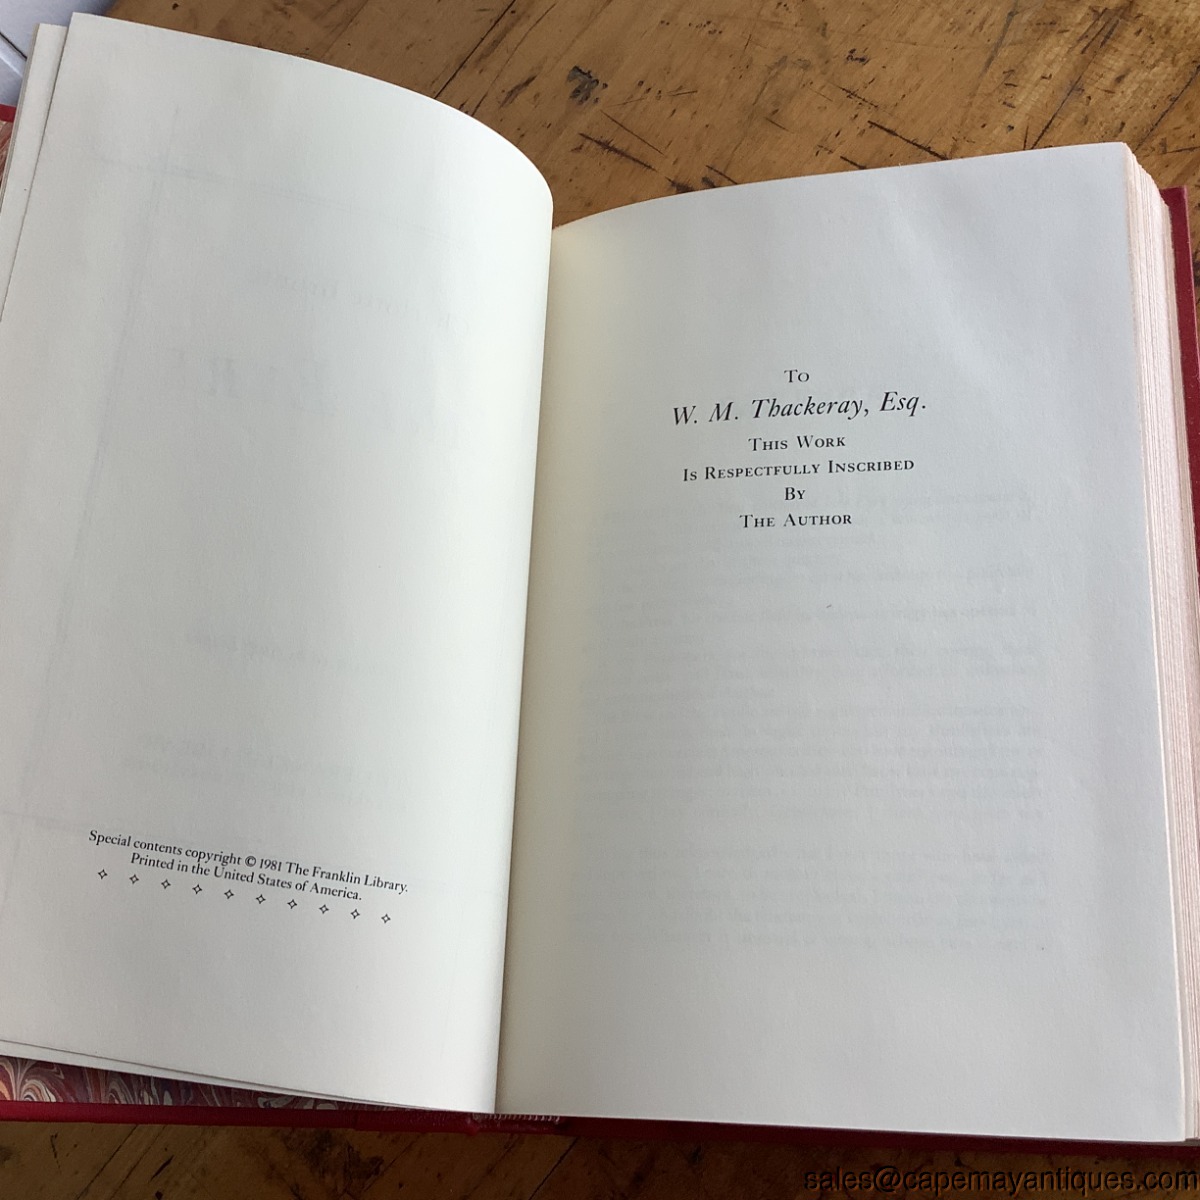 Special contents copyright © 1981 The Franklin Library.
Printed in the United States of America.
To
W. M. Thackeray, Esq.
This Work
Is Respectfully Inscribed
By
The Author
sales@capemayantiques.com